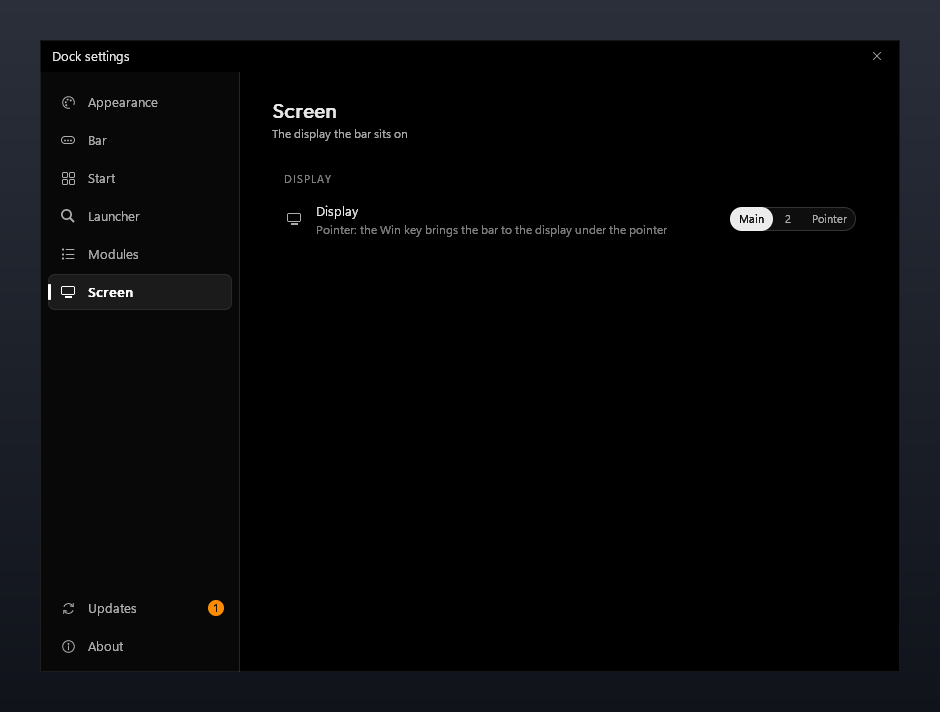 Dock settings
Appearance
Bar
Start
Launcher
Modules
Screen
Updates
1
About
Screen
The display the bar sits on
DISPLAY
Display
Pointer: the Win key brings the bar to the display under the pointer
Main 2 Pointer